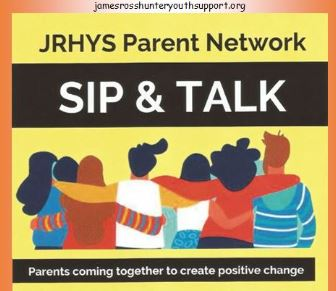 jamesrosshunteryouthsupport.org
JRHYS Parent Network
SIP & TALK
Parents coming together to create positive change